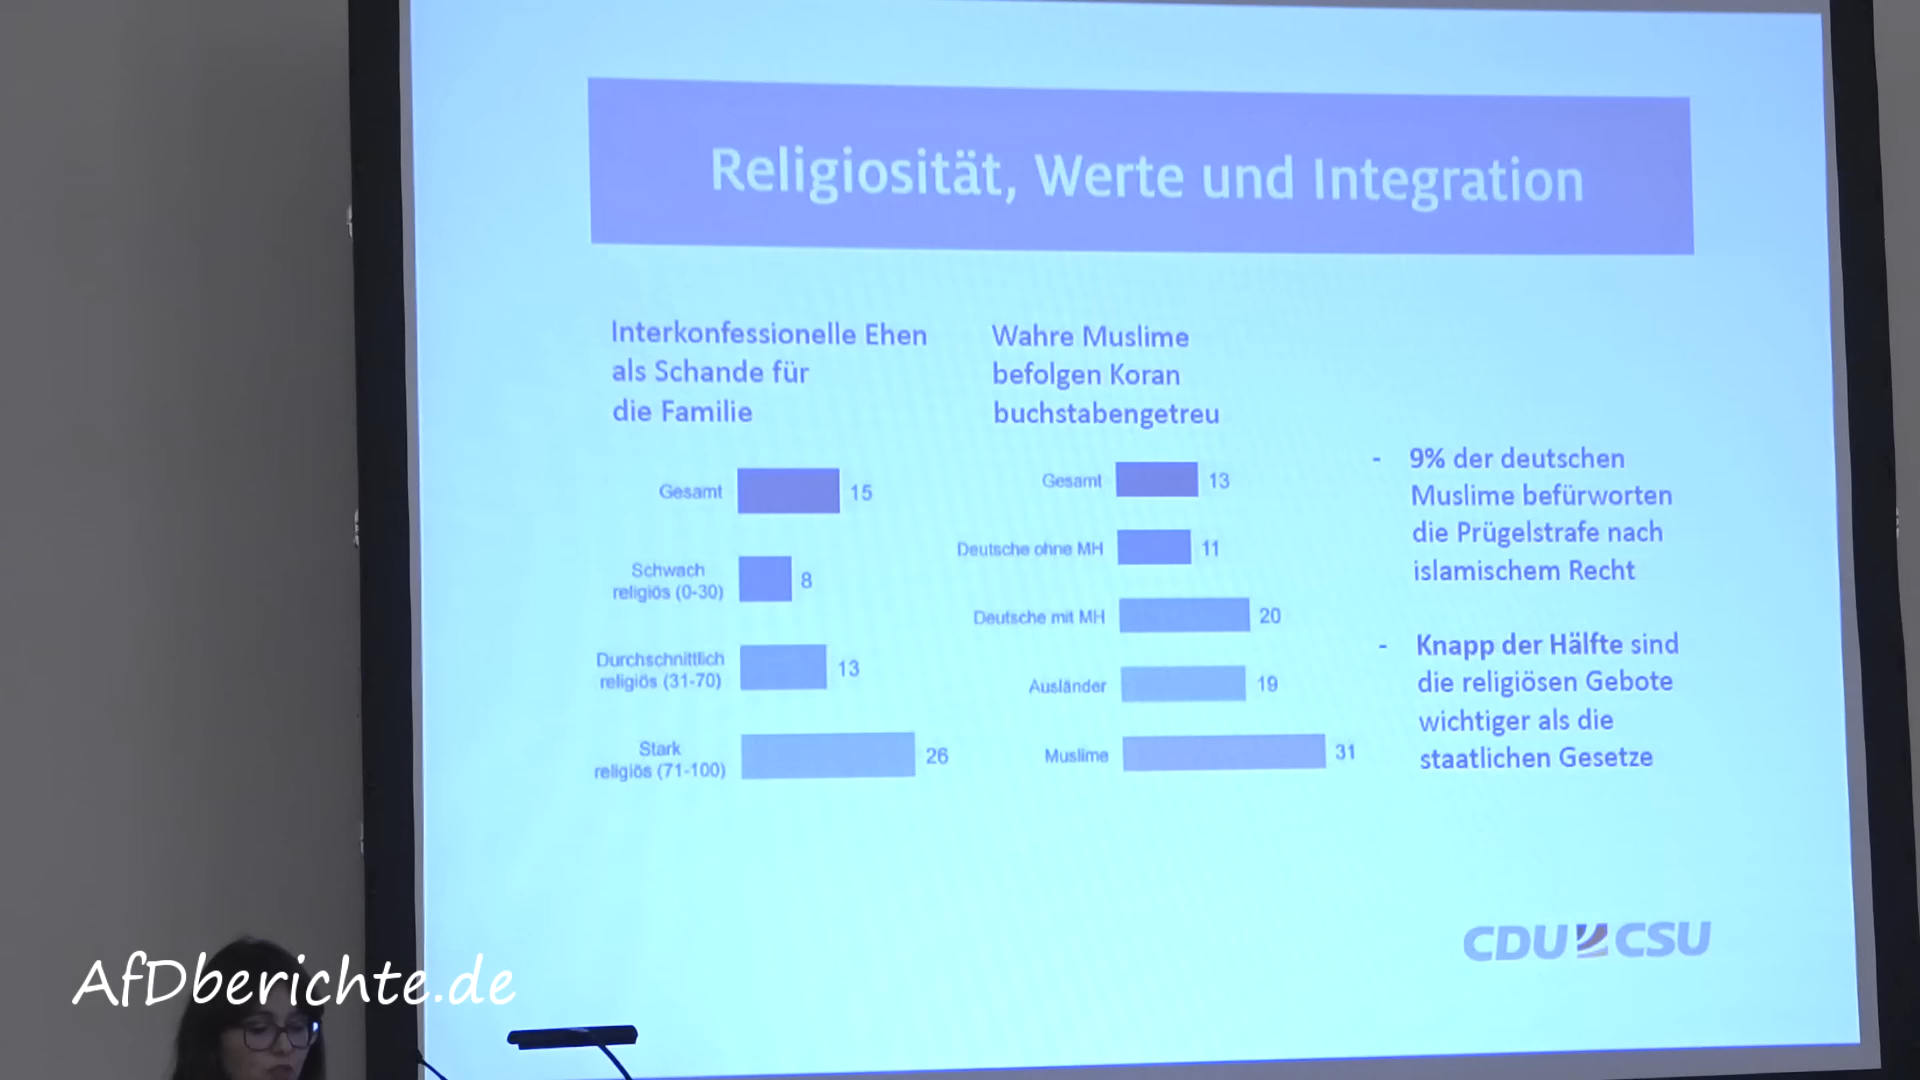 Religiosität, Werte und Integration
Interkonfessionelle Ehen
als Schande für
die Familie
Gesamt 15
Schwach
religiös (0-30) 8
Durchschnittlich
religiös (31-70) 13
Stark
religiös (71-100) 26
Wahre Muslime
befolgen Koran
buchstabengetreu
Gesamt 13
Deutsche ohne MH 11
Deutsche mit MH 20
Ausländer 19
Muslime 31
- 9% der deutschen
Muslime befürworten
die Prügelstrafe nach
islamischem Recht
- Knapp der Hälfte sind
die religiösen Gebote
wichtiger als die
staatlichen Gesetze
CDU CSU
AfDberichte.de